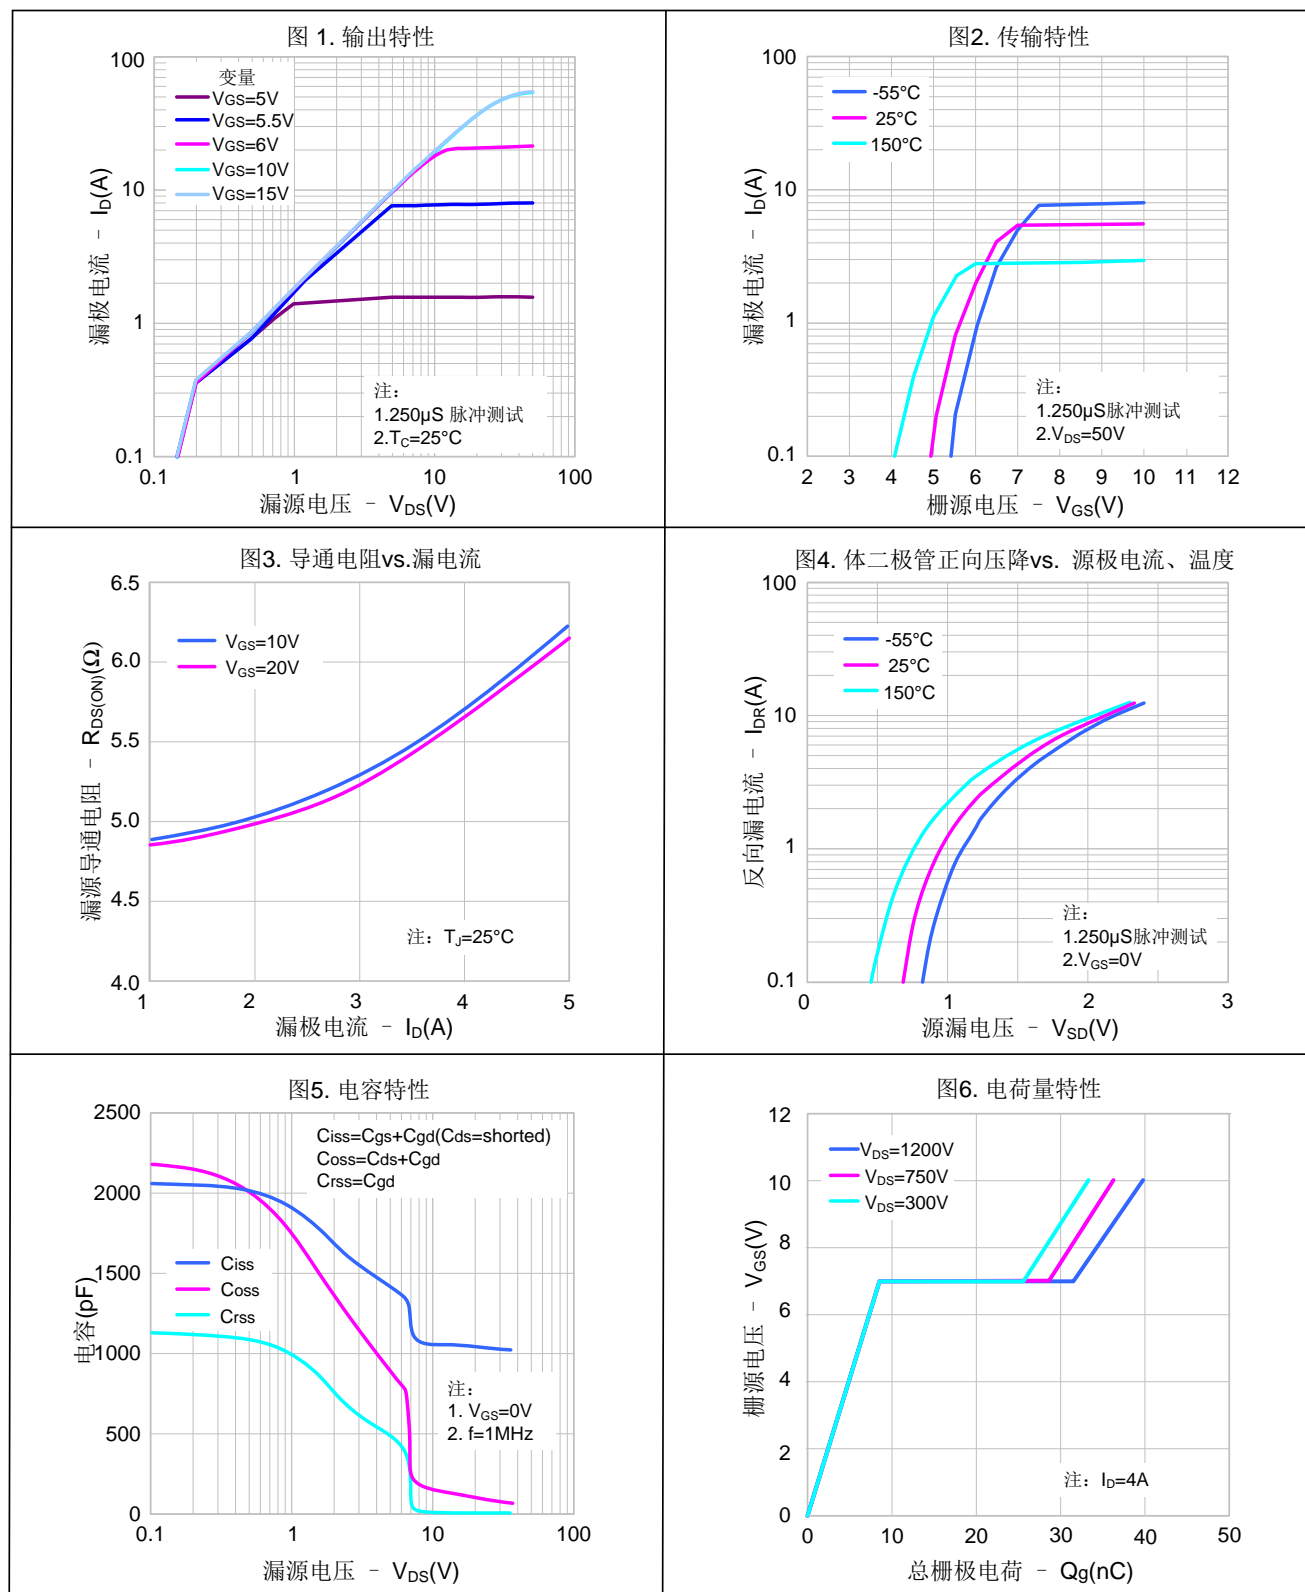 图 1. 输出特性
100
10
1
0.1
漏极电流 - ID(A)
变量
VGS=5V
VGS=5.5V
VGS=6V
VGS=10V
VGS=15V
注:
1.250μS 脉冲测试
2.TC=25°C
0.1
1
10
100
漏源电压 - VDS(V)
图2. 传输特性
100
10
1
0.1
漏极电流 - ID(A)
-55°C
25°C
150°C
注:
1.250μS脉冲测试
2.VDS=50V
2 3 4 5 6 7 8 9 10 11 12
栅源电压 - VGS(V)
图3. 导通电阻vs.漏电流
6.5
6.0
5.5
5.0
4.5
4.0
漏源导通电阻 - RDS(ON)(Ω)
VGS=10V
VGS=20V
注: TJ=25°C
1 2 3 4 5
漏极电流 - ID(A)
图4. 体二极管正向压降vs. 源极电流、温度
100
10
1
0.1
反向漏电流 - IDR(A)
-55°C
25°C
150°C
注:
1.250μS脉冲测试
2.VGS=0V
0 1 2 3
源漏电压 - VSD(V)
图5. 电容特性
2500
2000
1500
1000
500
0
电容(pF)
Ciss=Cgs+Cgd(Cds=shorted)
Coss=Cds+Cgd
Crss=Cgd
Ciss
Coss
Crss
注:
1. VGS=0V
2. f=1MHz
0.1 1 10 100
漏源电压 - VDS(V)
图6. 电荷量特性
12
10
8
6
4
2
0
栅源电压 - VGS(V)
VDS=1200V
VDS=750V
VDS=300V
注: ID=4A
0 10 20 30 40 50
总栅极电荷 - Qg(nC)